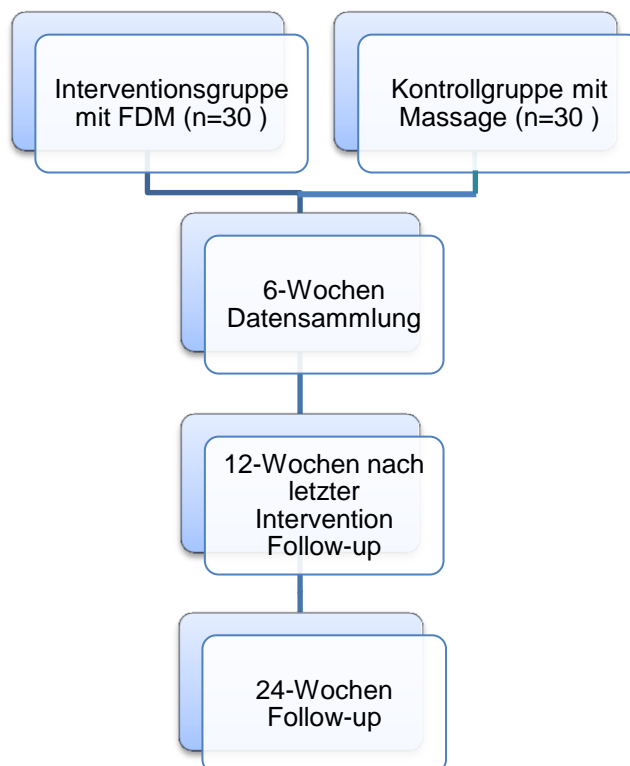 Interventionsgruppe
mit FDM (n=30 )
Kontrollgruppe mit
Massage (n=30 )
6-Wochen
Datensammlung
12-Wochen nach
letzter
Intervention
Follow-up
24-Wochen
Follow-up